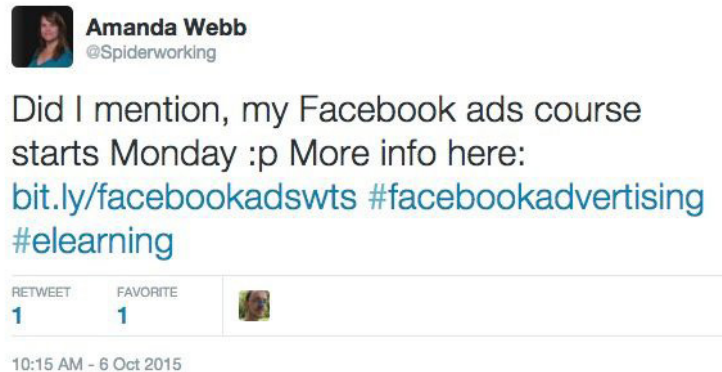 Amanda Webb
@Spiderworking
Did I mention, my Facebook ads course
starts Monday :p More info here:
bit.ly/facebookadswts #facebookadvertising
#elearning
RETWEET FAVORITE
1 1
10:15 AM - 6 Oct 2015